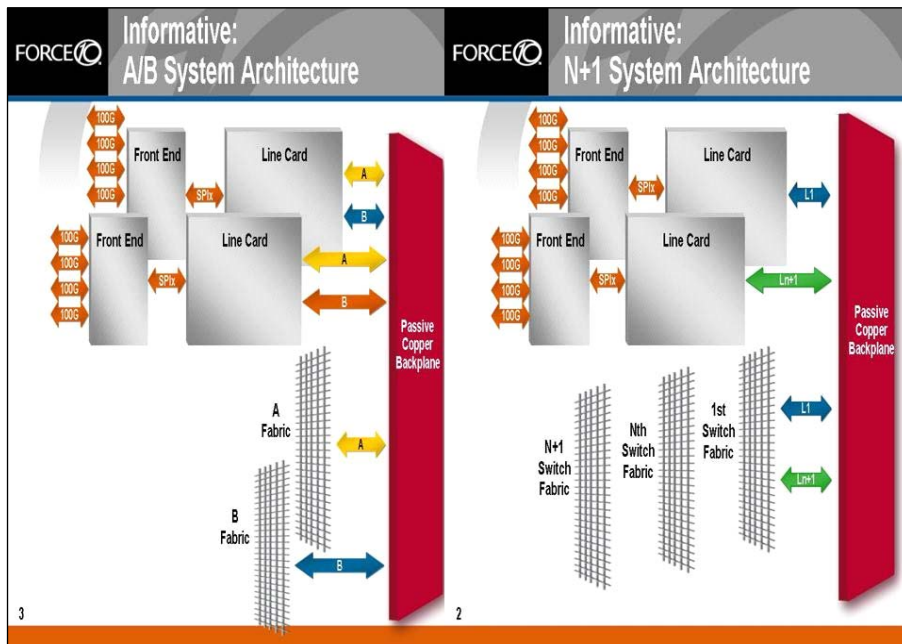 FORCE10
Informative:
A/B System Architecture
100G
100G
100G
100G
Front End
SPIx
Line Card
A
B
100G
100G
100G
100G
Front End
SPIx
Line Card
A
B
Passive
Copper
Backplane
A
Fabric
A
B
Fabric
B
3
FORCE10
Informative:
N+1 System Architecture
100G
100G
100G
100G
Front End
SPIx
Line Card
L1
100G
100G
100G
100G
Front End
SPIx
Line Card
Ln+1
Passive
Copper
Backplane
N+1
Switch
Fabric
Nth
Switch
Fabric
1st
Switch
Fabric
L1
Ln+1
2